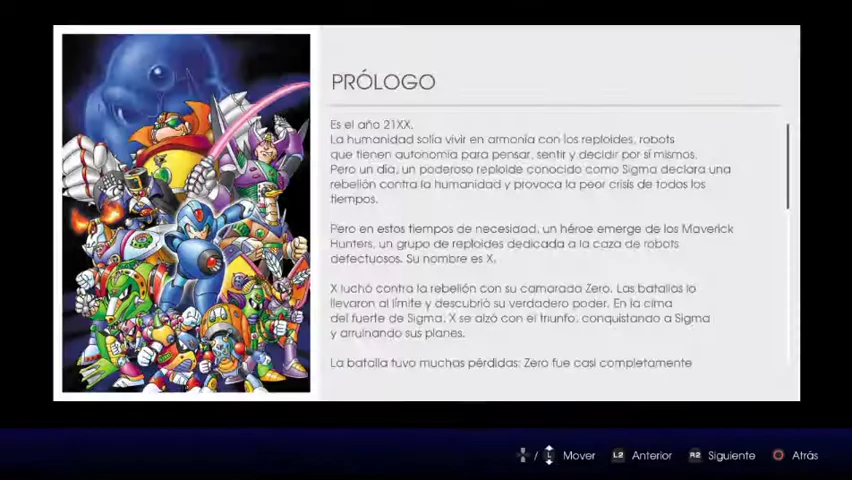 PRÓLOGO
Es el año 21XX.
La humanidad solía vivir en armonía con los reploides, robots
que tienen autonomía para pensar, sentir y decidir por sí mismos.
Pero un día, un poderoso reploide conocido como Sigma declara una
rebelión contra la humanidad y provoca la peor crisis de todos los
tiempos.
Pero en estos tiempos de necesidad, un héroe emerge de los Maverick
Hunters, un grupo de reploides dedicada a la caza de robots
defectuosos. Su nombre es X.
X luchó contra la rebelión con su camarada Zero. Las batallas lo
llevaron al límite y descubrió su verdadero poder. En la cima
del fuerte de Sigma, X se alzó con el triunfo, conquistando a Sigma
y arruinando sus planes.
La batalla tuvo muchas pérdidas: Zero fue casi completamente
/ L Mover L2 Anterior R2 Siguiente Atrás